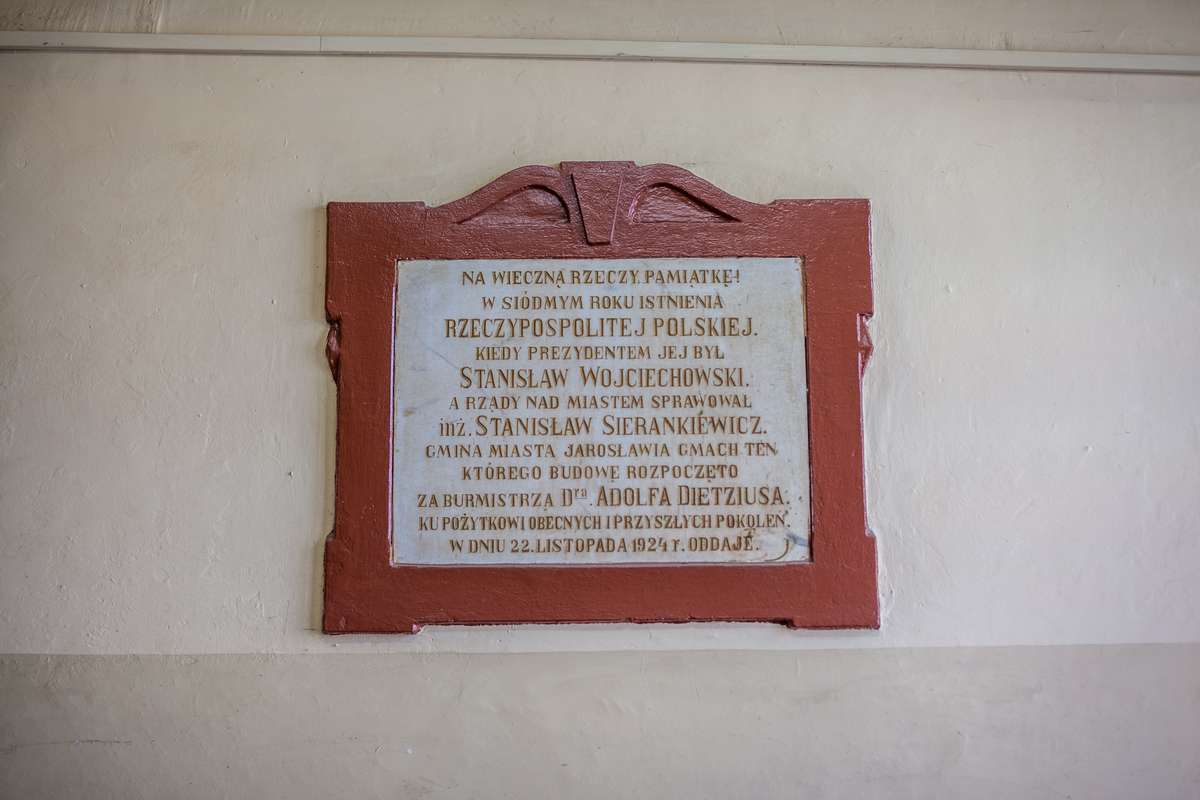 NA WIECZNĄ RZECZY PAMIĄTKĘ!
W SIÓDMYM ROKU ISTNIENIA
RZECZYPOSPOLITEJ POLSKIEJ.
KIEDY PREZYDENTEM JEJ BYŁ
STANISŁAW WOJCIECHOWSKI.
A RZĄDY NAD MIASTEM SPRAWOWAŁ
inż. STANISŁAW SIERANKIÉWICZ.
GMINA MIASTA JAROSŁAWIA GMACH TEN
KTÓREGO BUDOWĘ ROZPOCZĘTO
ZA BURMISTRZA Dra. ADOLFA DIETZIUSA.
KU POŻYTKOWI OBECNYCH I PRZYSZŁYCH POKOLEŃ.
W DNIU 22. LISTOPADA 1924 r. ODDAJĘ.